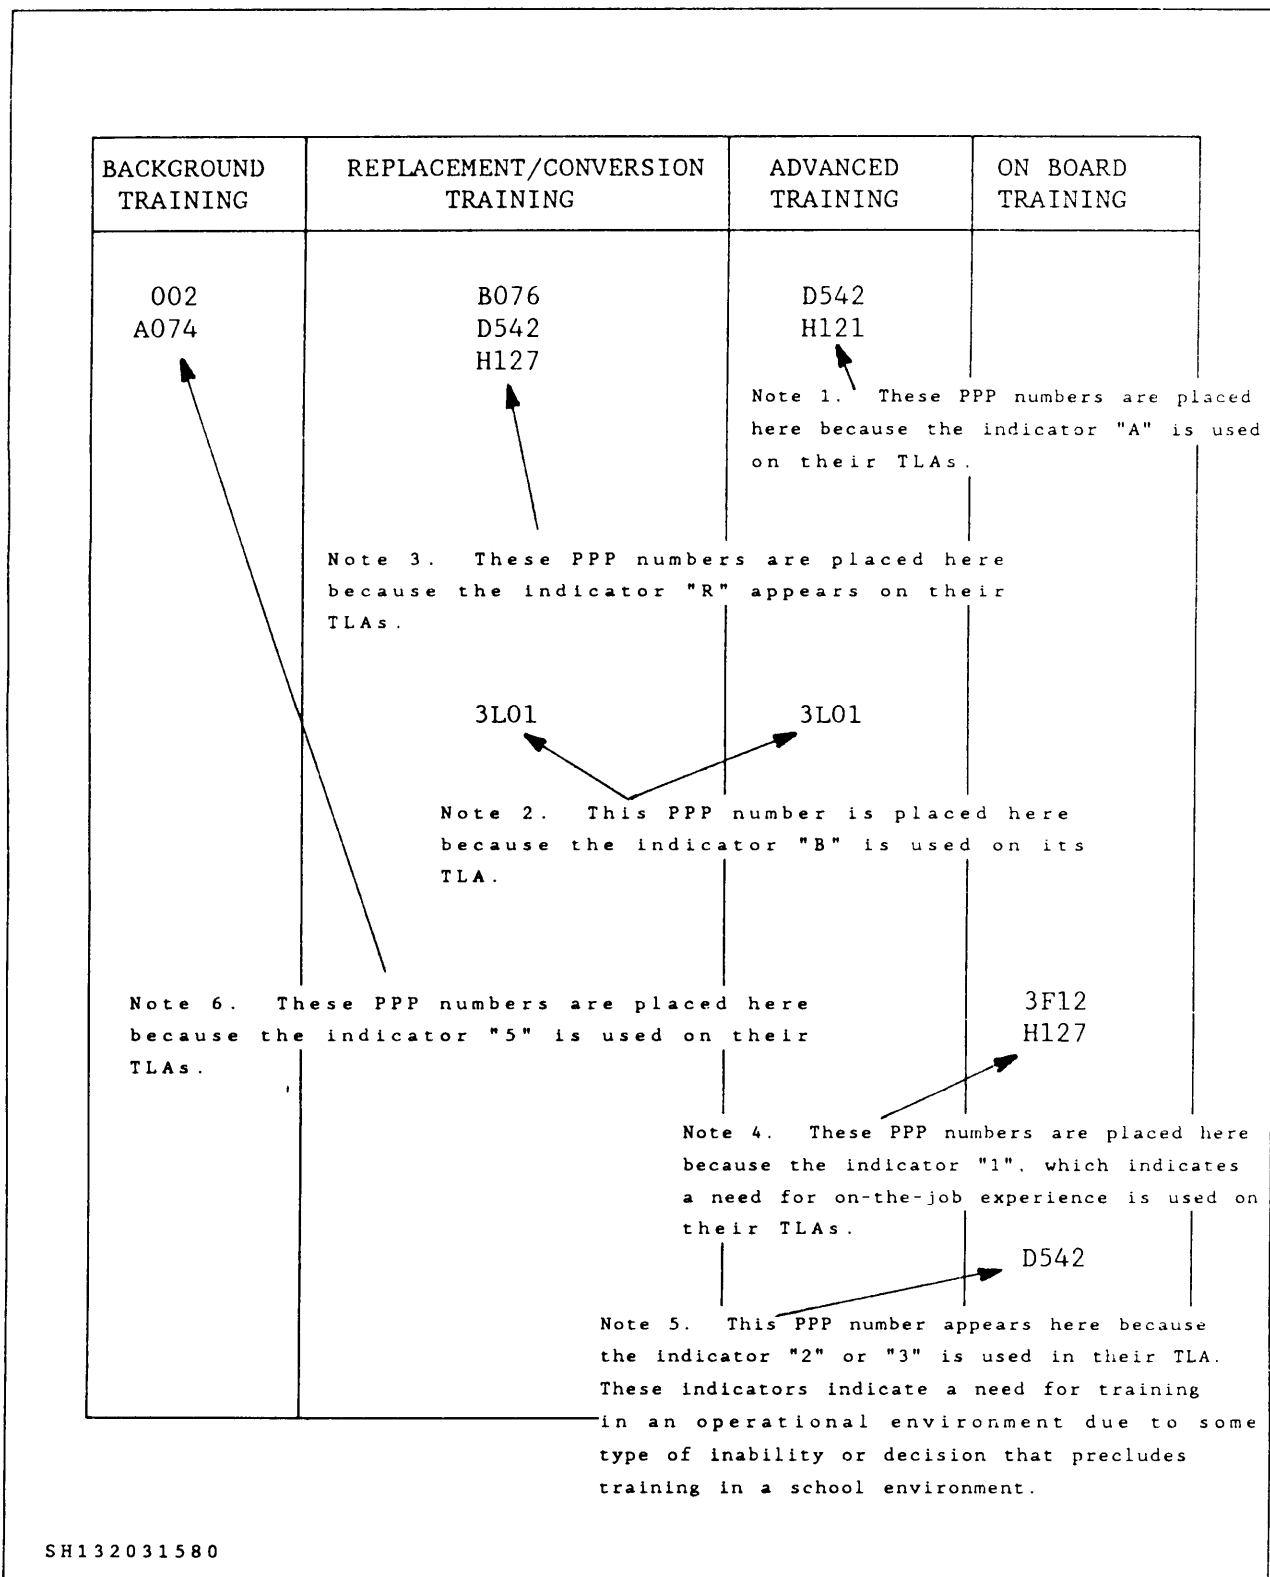 BACKGROUND TRAINING
REPLACEMENT/CONVERSION TRAINING
ADVANCED TRAINING
ON BOARD TRAINING
002
A074
B076
D542
H127
D542
H121
Note 1. These PPP numbers are placed
here because the indicator "A" is used
on their TLAs.
Note 3. These PPP numbers are placed here
because the indicator "R" appears on their
TLAs.
3L01
3L01
Note 2. This PPP number is placed here
because the indicator "B" is used on its
TLA.
Note 6. These PPP numbers are placed here
because the indicator "5" is used on their
TLAs.
3F12
H127
Note 4. These PPP numbers are placed here
because the indicator "1", which indicates
a need for on-the-job experience is used on
their TLAs.
D542
Note 5. This PPP number appears here because
the indicator "2" or "3" is used in their TLA.
These indicators indicate a need for training
in an operational environment due to some
type of inability or decision that precludes
training in a school environment.
SH132031580